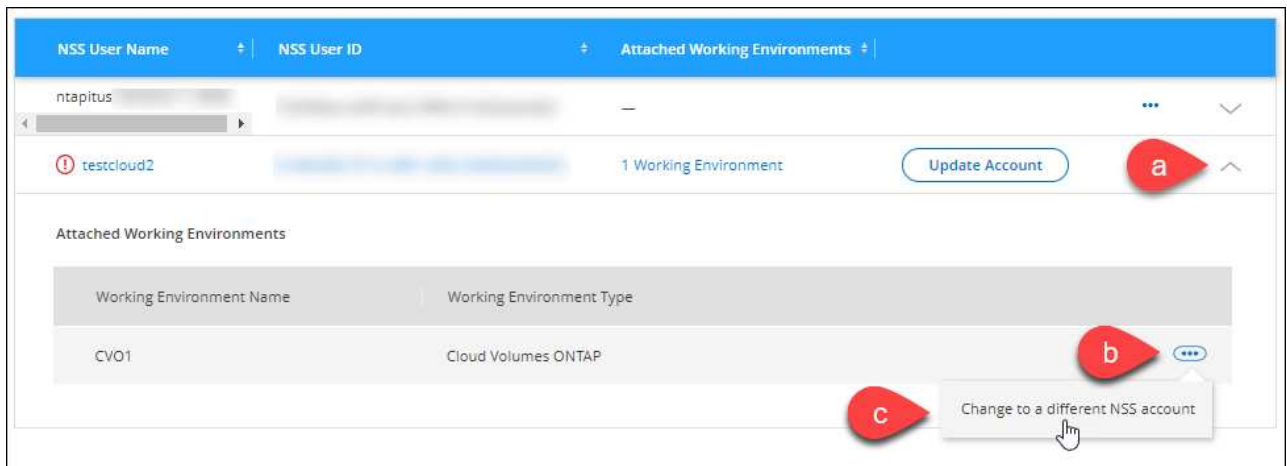 NSS User Name NSS User ID Attached Working Environments
ntapitus —
testcloud2 1 Working Environment Update Account a
Attached Working Environments
Working Environment Name Working Environment Type
CVO1 Cloud Volumes ONTAP b
c Change to a different NSS account